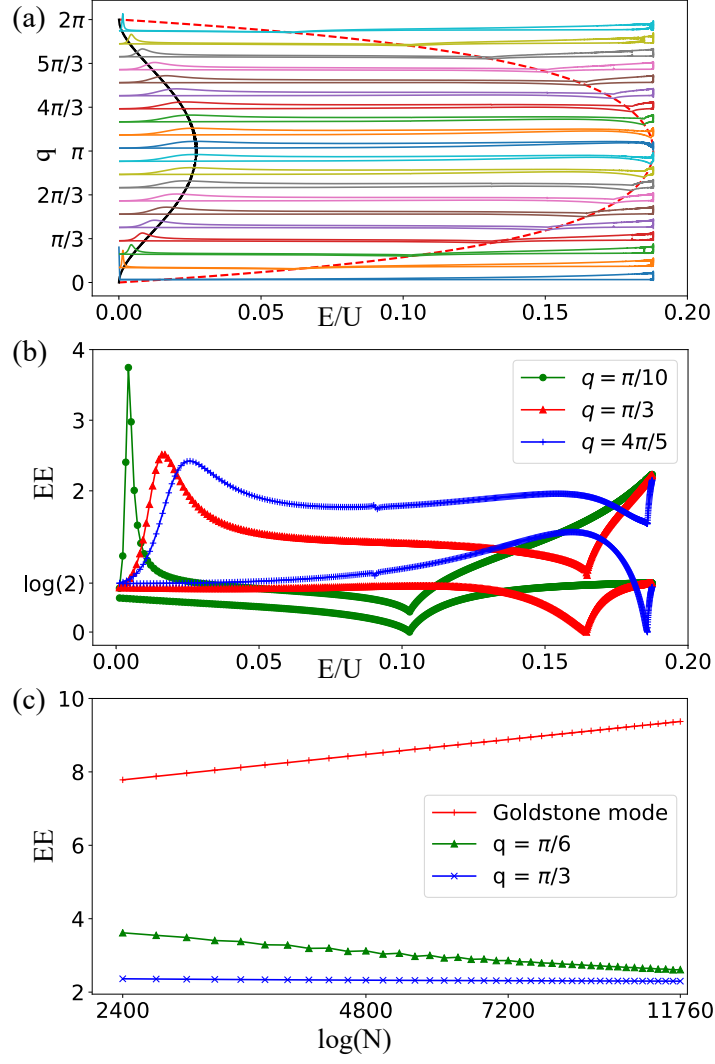 (a)
2π
5π/3
4π/3
π
2π/3
π/3
0
q
0.00 0.05 0.10 0.15 0.20
E/U
(b)
4
3
2
log(2)
0
EE
q = π/10
q = π/3
q = 4π/5
0.00 0.05 0.10 0.15 0.20
E/U
(c)
10
8
6
4
2
EE
Goldstone mode
q = π/6
q = π/3
2400 4800 7200 11760
log(N)